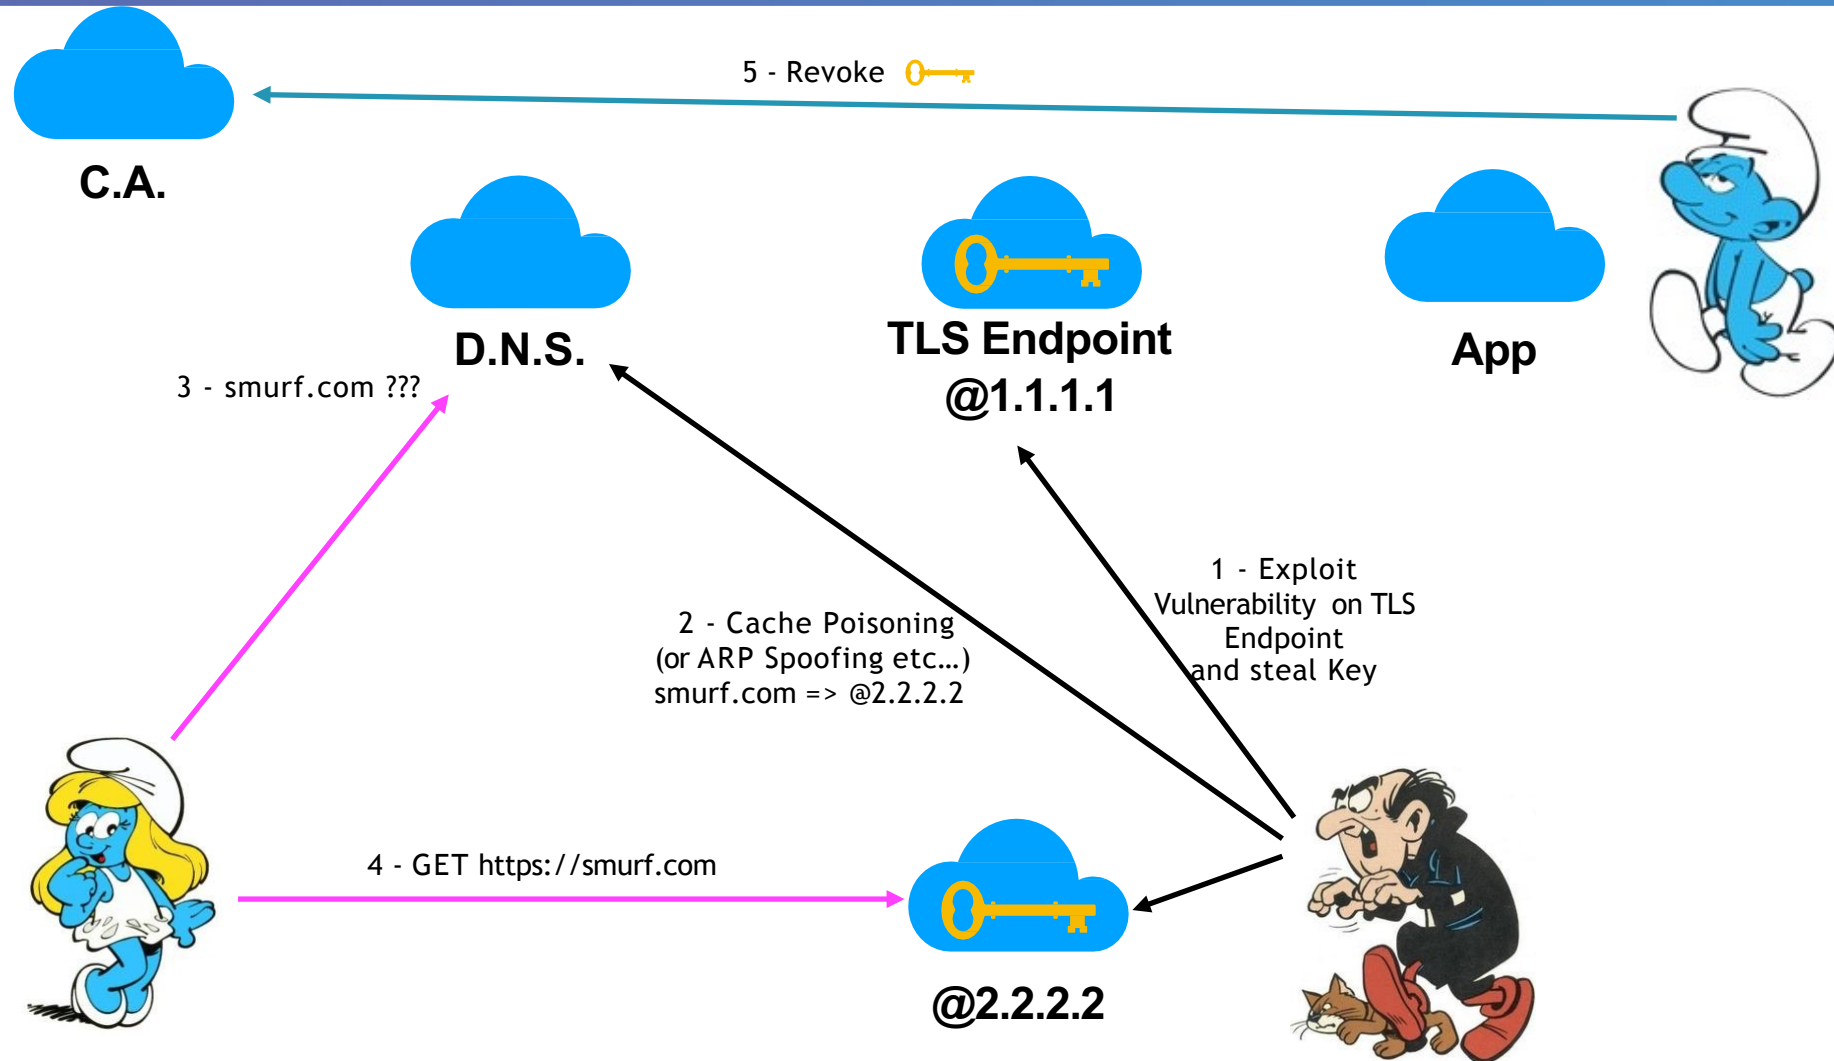 5 - Revoke
C.A.
D.N.S.
TLS Endpoint
@1.1.1.1
App
3 - smurf.com ???
1 - Exploit
Vulnerability on TLS
Endpoint
and steal Key
2 - Cache Poisoning
(or ARP Spoofing etc…)
smurf.com => @2.2.2.2
4 - GET https://smurf.com
@2.2.2.2